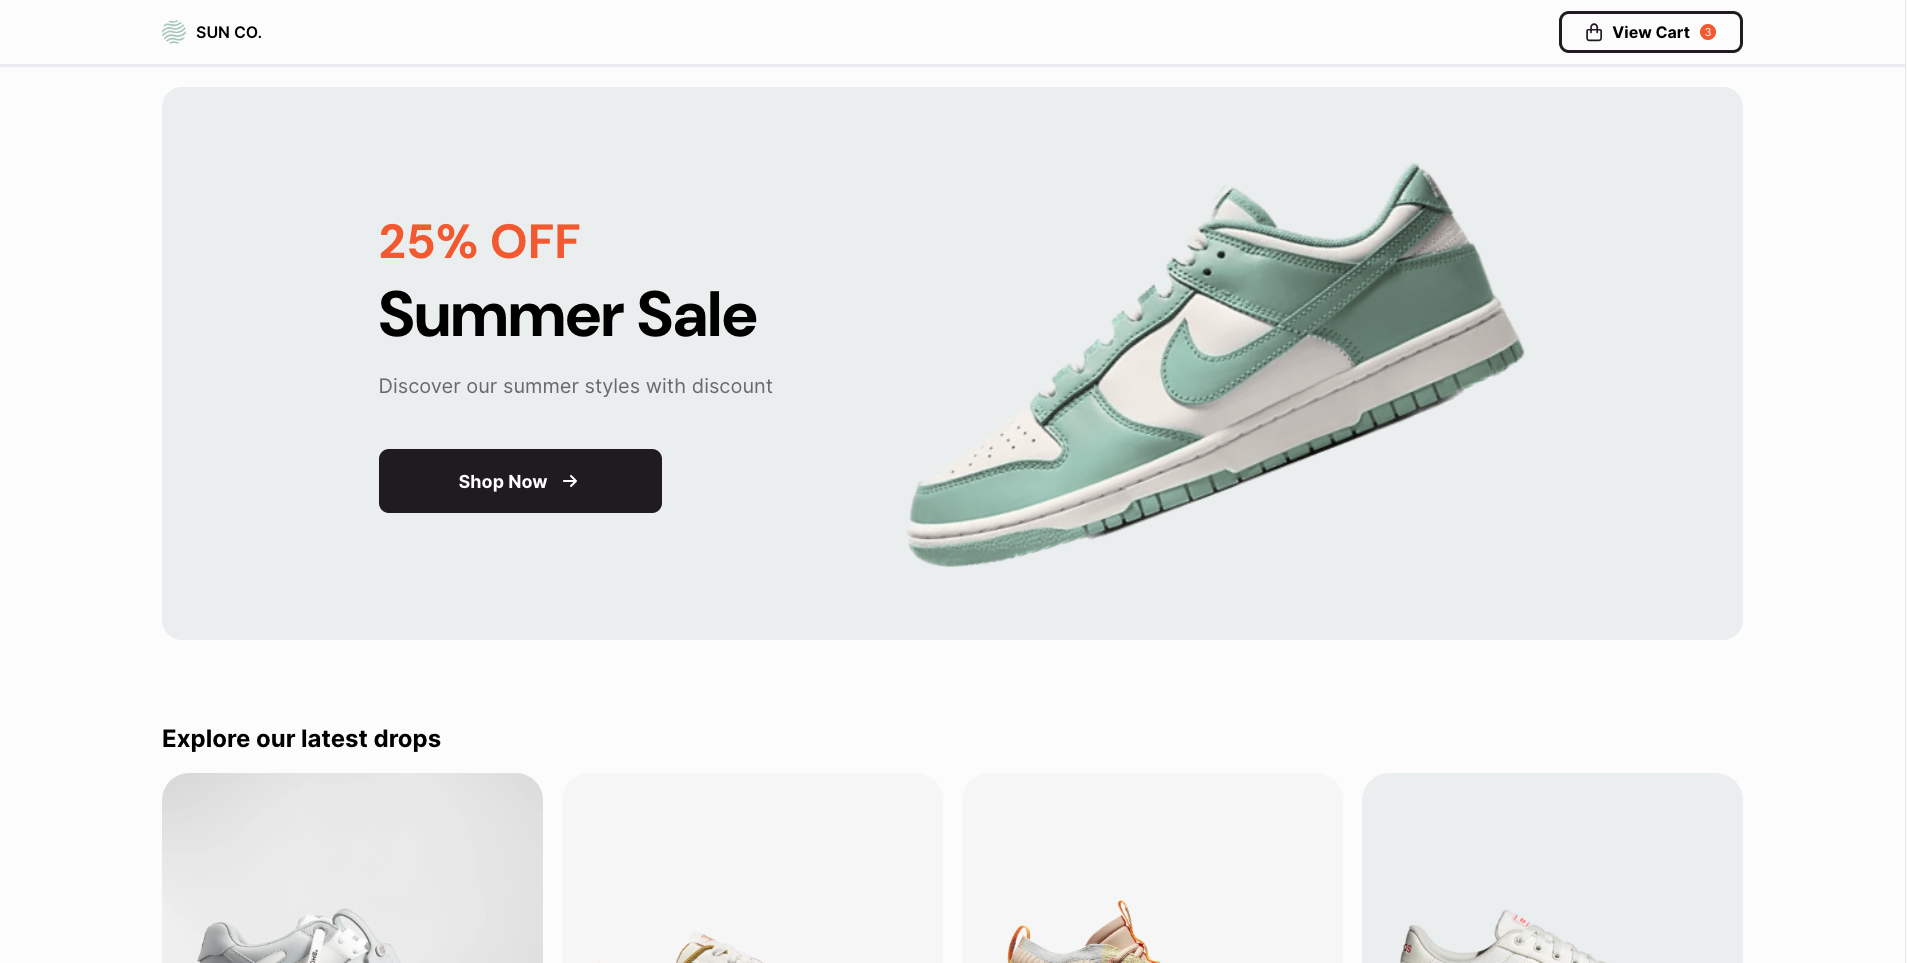 SUN CO.
View Cart 3
25% OFF
Summer Sale
Discover our summer styles with discount
Shop Now →
Explore our latest drops